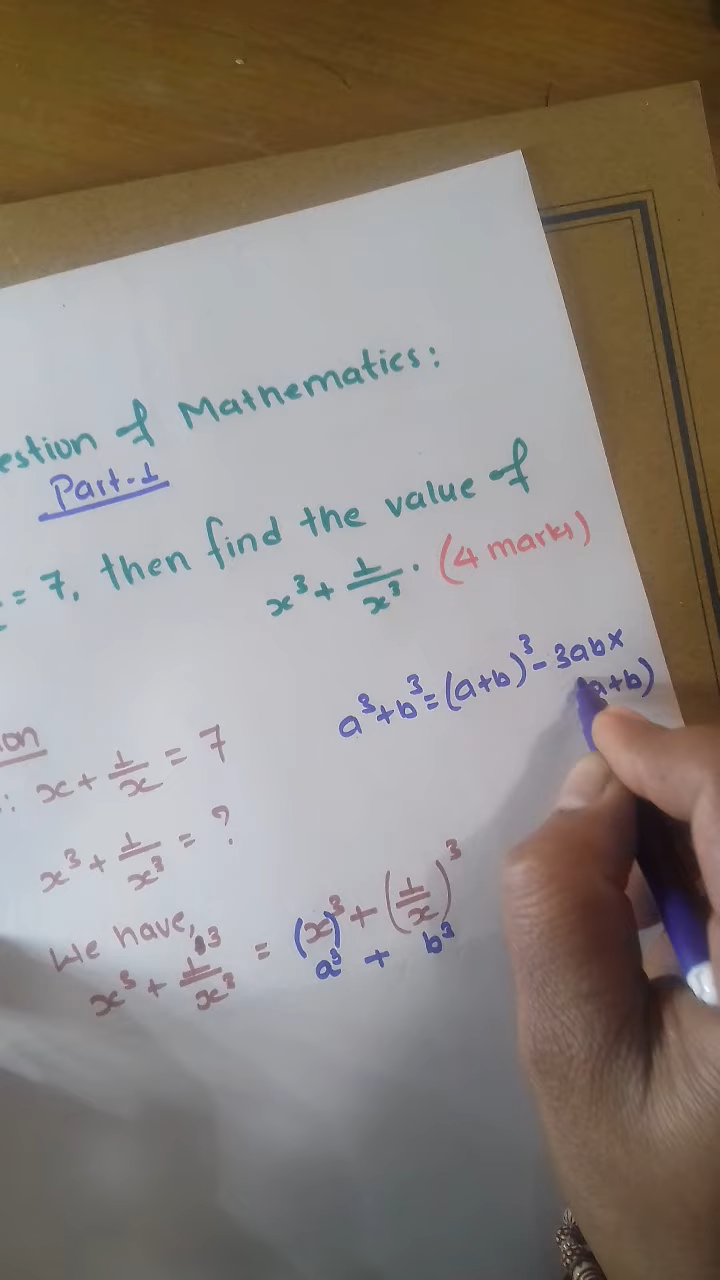 estion of Mathematics:
Part-1
= 7, then find the value of
x³ + 1/x³. (4 marks)
a³+b³=(a+b)³-3ab×
(a+b)
on
: x + 1/x = 7
x³ + 1/x³ = ?
We have,
x³ + 1³/x³ = (x)³ + (1/x)³
a³ + b³